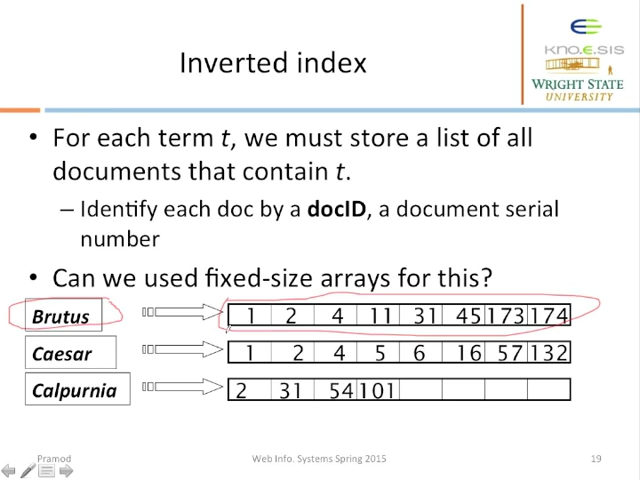 Inverted index
kno.e.sis
WRIGHT STATE
UNIVERSITY
• For each term t, we must store a list of all
documents that contain t.
– Identify each doc by a docID, a document serial
number
• Can we used fixed-size arrays for this?
Brutus 1 2 4 11 31 45 173 174
Caesar 1 2 4 5 6 16 57 132
Calpurnia 2 31 54 101
Pramod Web Info. Systems Spring 2015 19